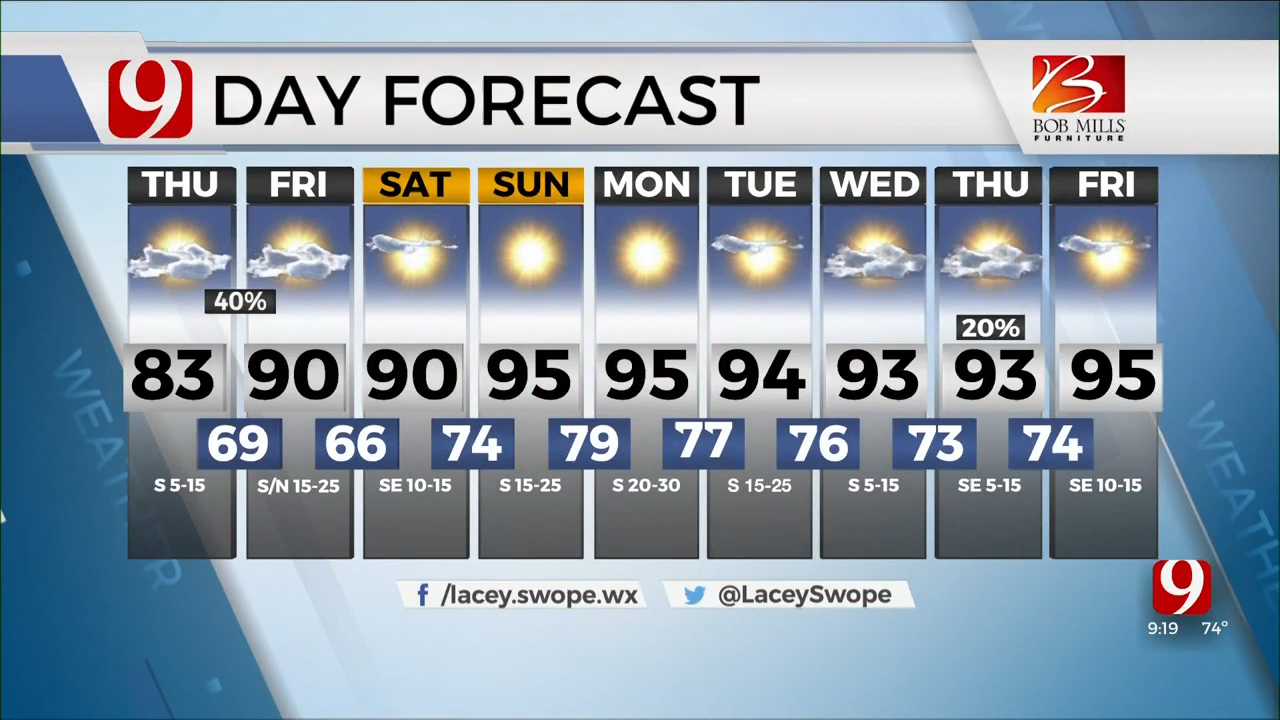 9 DAY FORECAST
BOB MILLS
FURNITURE
THU FRI SAT SUN MON TUE WED THU FRI
40%
20%
83 90 90 95 95 94 93 93 95
69 66 74 79 77 76 73 74
S 5-15 S/N 15-25 SE 10-15 S 15-25 S 20-30 S 15-25 S 5-15 SE 5-15 SE 10-15
f /lacey.swope.wx @LaceySwope
9
9:19 74°
WEATHER
WEATHER